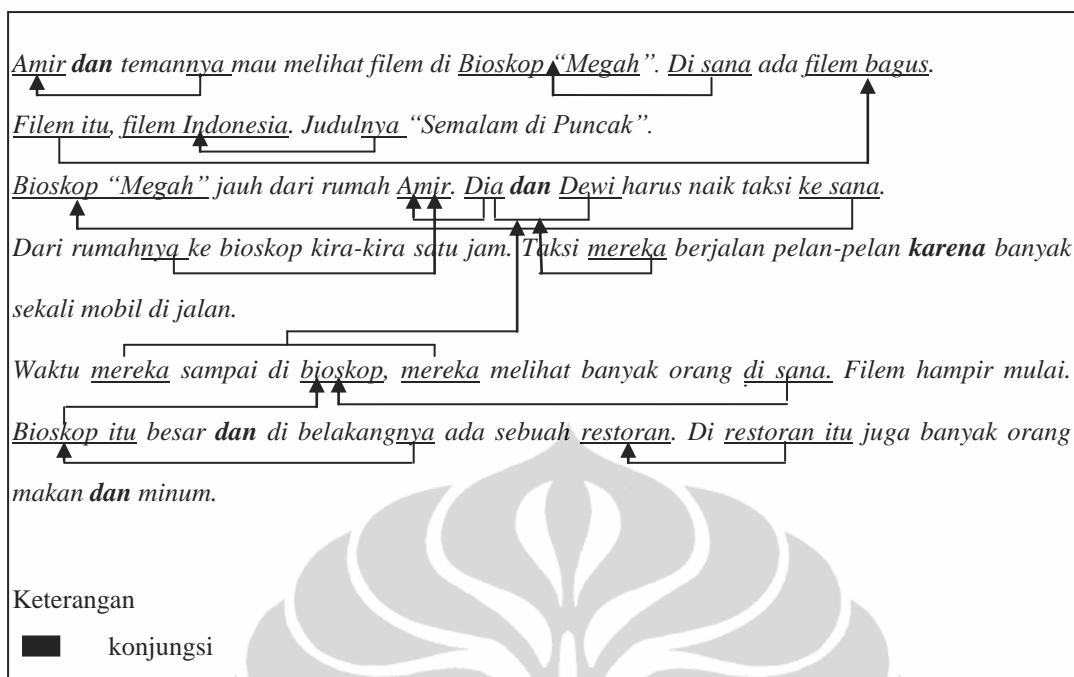 Amir dan temannya mau melihat filem di Bioskop “Megah”. Di sana ada filem bagus.
Filem itu, filem Indonesia. Judulnya “Semalam di Puncak”.
Bioskop “Megah” jauh dari rumah Amir. Dia dan Dewi harus naik taksi ke sana.
Dari rumahnya ke bioskop kira-kira satu jam. Taksi mereka berjalan pelan-pelan karena banyak
sekali mobil di jalan.
Waktu mereka sampai di bioskop, mereka melihat banyak orang di sana. Filem hampir mulai.
Bioskop itu besar dan di belakangnya ada sebuah restoran. Di restoran itu juga banyak orang
makan dan minum.
Keterangan
konjungsi